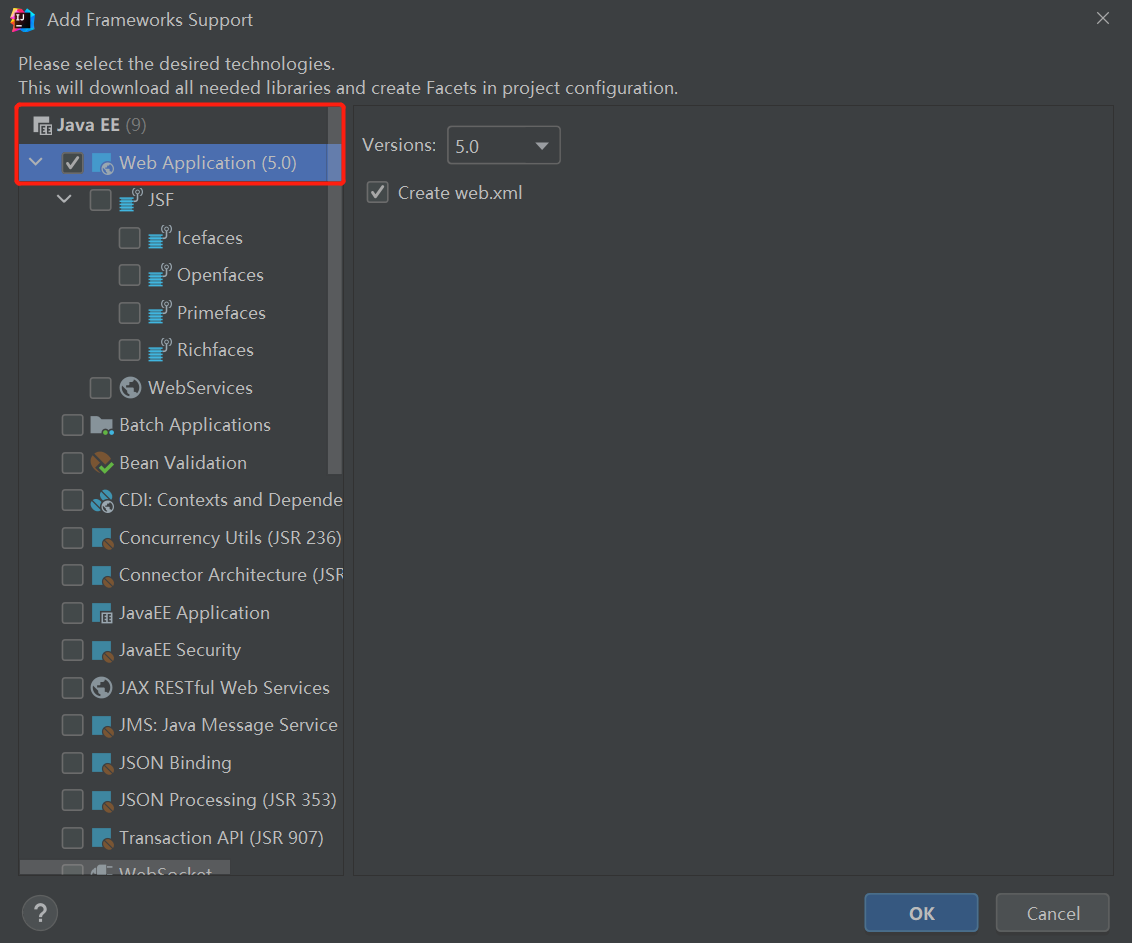 Add Frameworks Support
Please select the desired technologies.
This will download all needed libraries and create Facets in project configuration.
Java EE (9)
Web Application (5.0)
JSF
Icefaces
Openfaces
Primefaces
Richfaces
WebServices
Batch Applications
Bean Validation
CDI: Contexts and Depende
Concurrency Utils (JSR 236)
Connector Architecture (JSR
JavaEE Application
JavaEE Security
JAX RESTful Web Services
JMS: Java Message Service
JSON Binding
JSON Processing (JSR 353)
Transaction API (JSR 907)
WebSocket
Versions: 5.0
Create web.xml
?
OK
Cancel